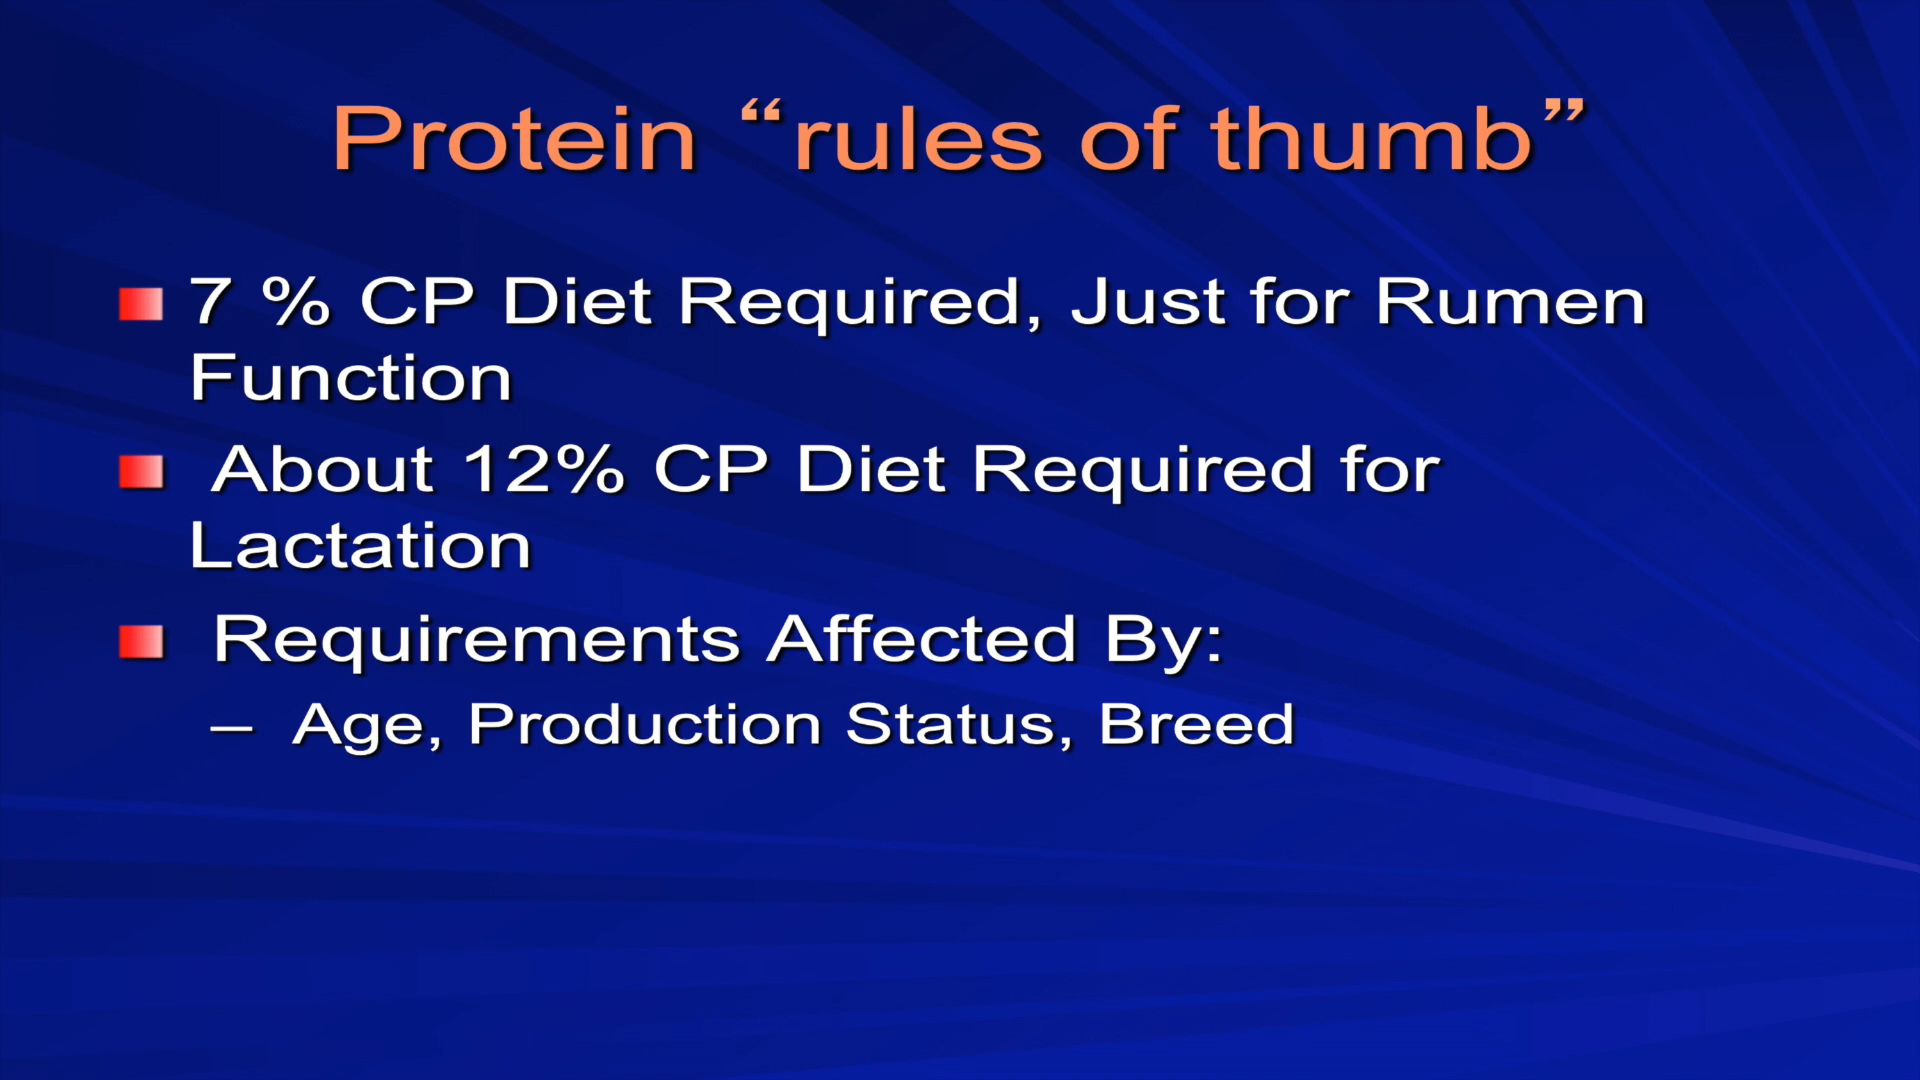 Protein “rules of thumb”
7 % CP Diet Required, Just for Rumen
Function
About 12% CP Diet Required for
Lactation
Requirements Affected By:
– Age, Production Status, Breed